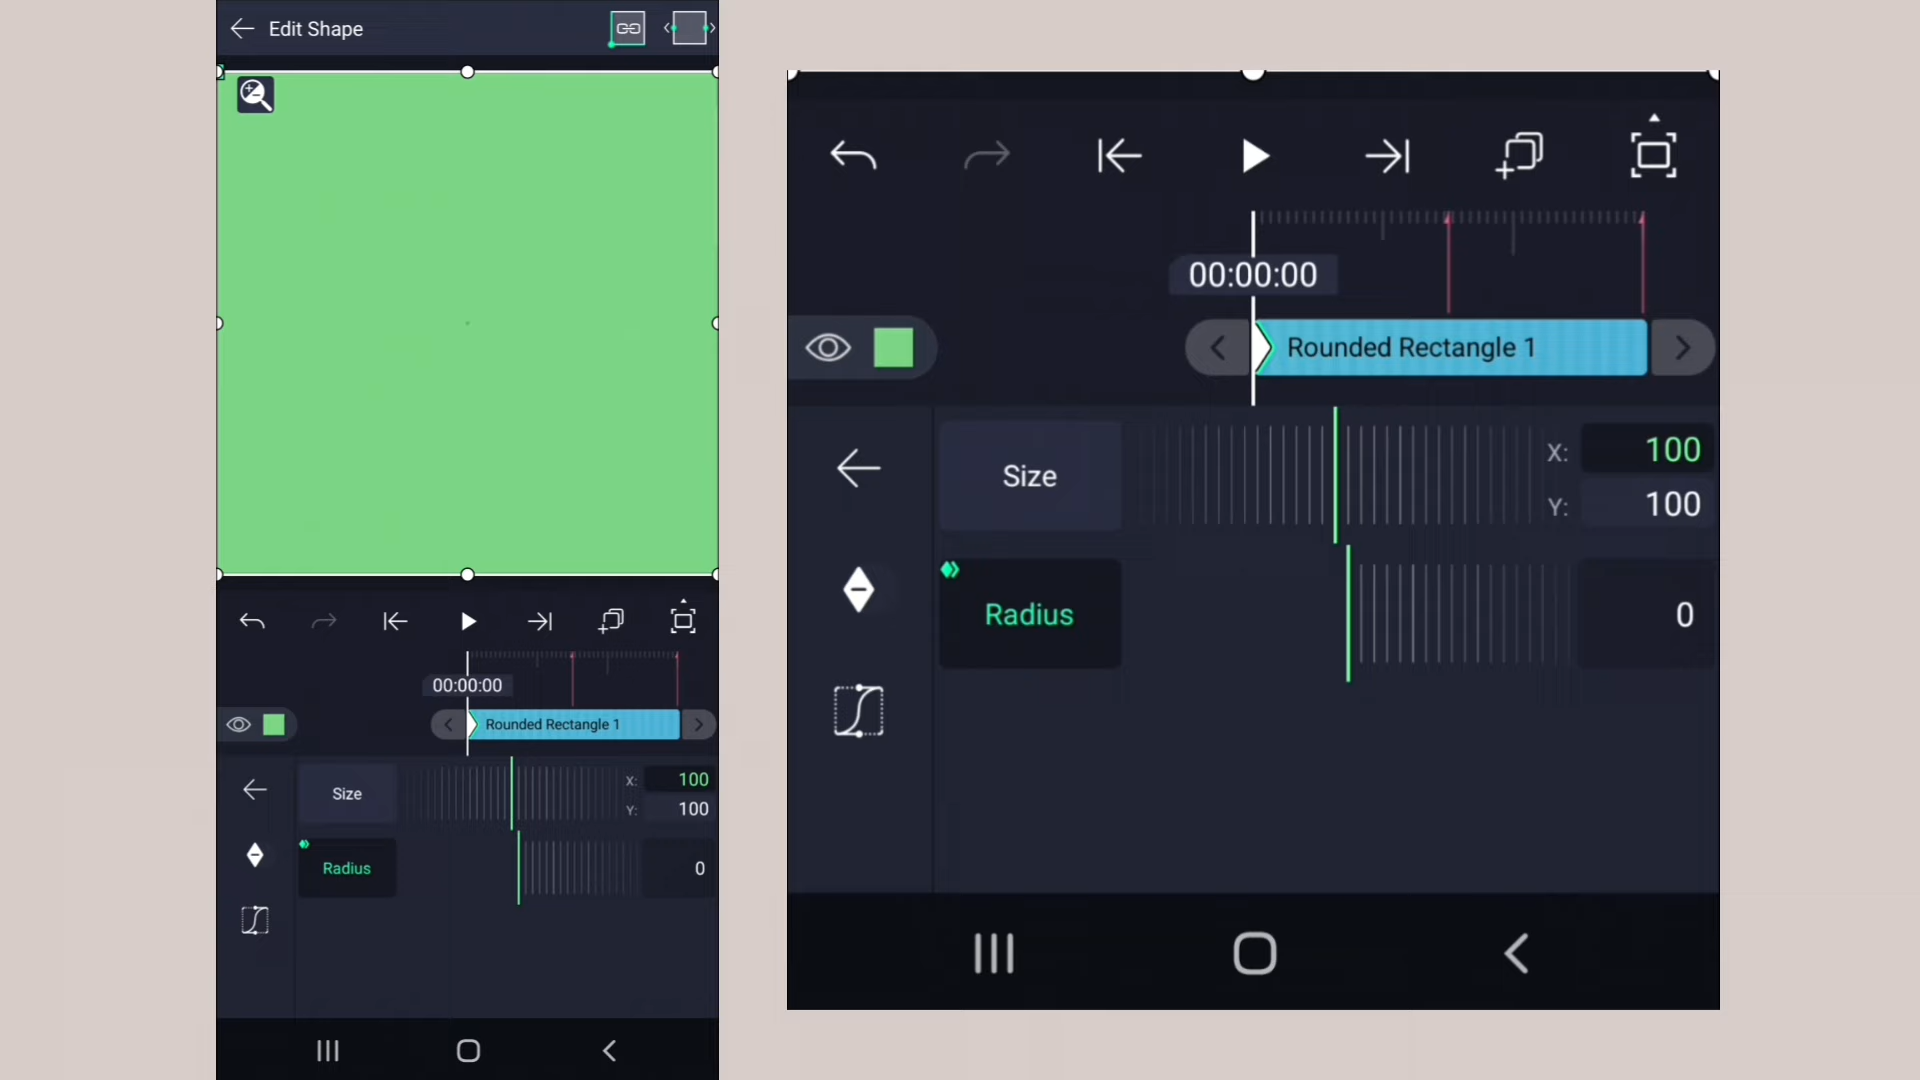 Edit Shape
00:00:00
Rounded Rectangle 1
Size
X: 100
Y: 100
Radius
0
00:00:00
Rounded Rectangle 1
Size
X: 100
Y: 100
Radius
0